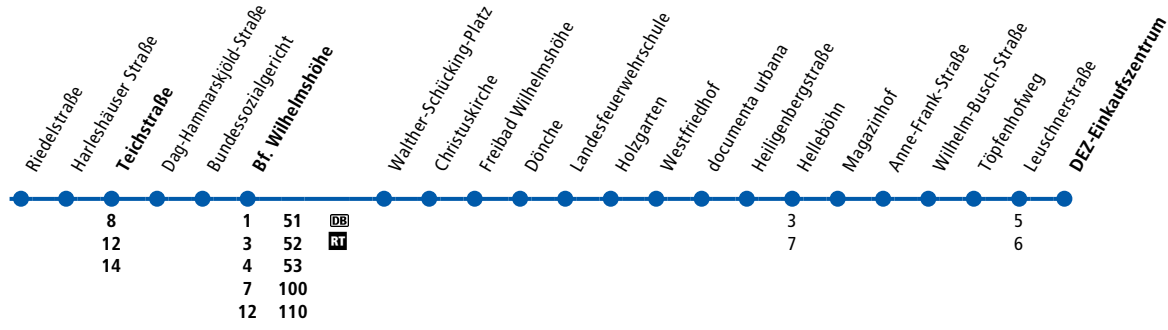 Riedelstraße
Harleshäuser Straße
Teichstraße
Dag-Hammarskjöld-Straße
Bundessozialgericht
Bf. Wilhelmshöhe
Walther-Schücking-Platz
Christuskirche
Freibad Wilhelmshöhe
Dönche
Landesfeuerwehrschule
Holzgarten
Westfriedhof
documenta urbana
Heiligenbergstraße
Helleböhn
Magazinhof
Anne-Frank-Straße
Wilhelm-Busch-Straße
Töpfenhofweg
Leuschnerstraße
DEZ-Einkaufszentrum
8 1 51 DB 3 5
12 3 52 RT 7 6
14 4 53
7 100
12 110